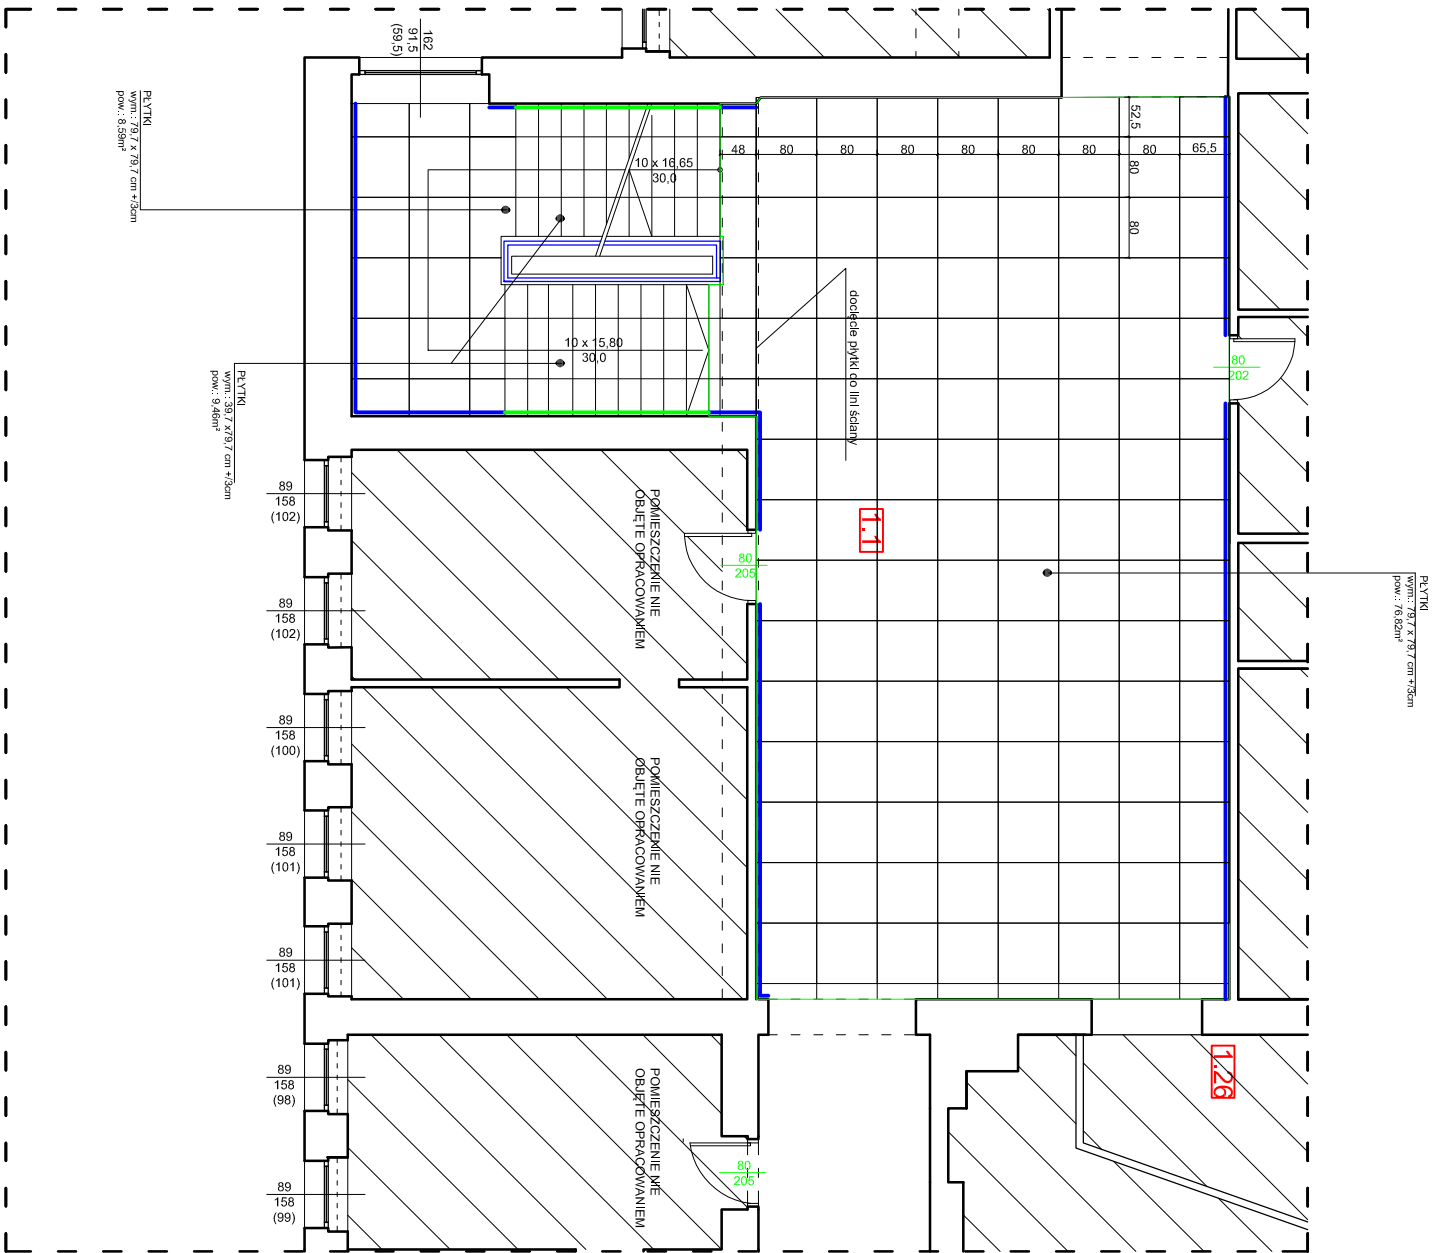 162
91,5
(59,5)
PŁYTKI
wym.: 79,7 x 79,7 cm +/3cm
pow.: 8,59m²
10 x 16,65
30,0
48
80
80
80
80
80
80
80
65,5
52,5
80
80
10 x 15,80
30,0
docięcie płytki do lini ściany
80
202
PŁYTKI
wym.: 39,7 x79,7 cm +/3cm
pow.: 9,46m²
89
158
(102)
POMIESZCZENIE NIE
OBJĘTE OPRACOWANIEM
1.1
80
205
PŁYTKI
wym.: 79,7 x 79,7 cm +/3cm
pow.: 76,82m²
89
158
(102)
89
158
(100)
POMIESZCZENIE NIE
OBJĘTE OPRACOWANIEM
89
158
(101)
89
158
(101)
1.26
89
158
(98)
POMIESZCZENIE NIE
OBJĘTE OPRACOWANIEM
80
205
89
158
(99)